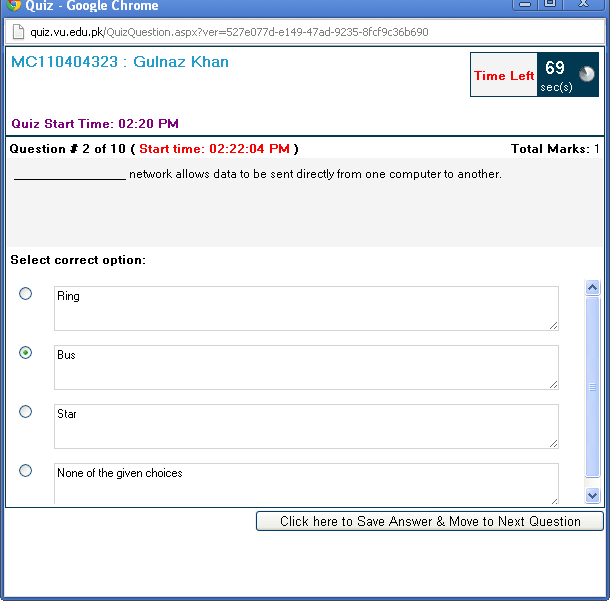 Quiz - Google Chrome
quiz.vu.edu.pk/QuizQuestion.aspx?ver=527e077d-e149-47ad-9235-8fcf9c36b690
MC110404323 : Gulnaz Khan
Time Left 69 sec(s)
Quiz Start Time: 02:20 PM
Question # 2 of 10 ( Start time: 02:22:04 PM ) Total Marks: 1
_________________ network allows data to be sent directly from one computer to another.
Select correct option:
Ring
Bus
Star
None of the given choices
Click here to Save Answer & Move to Next Question